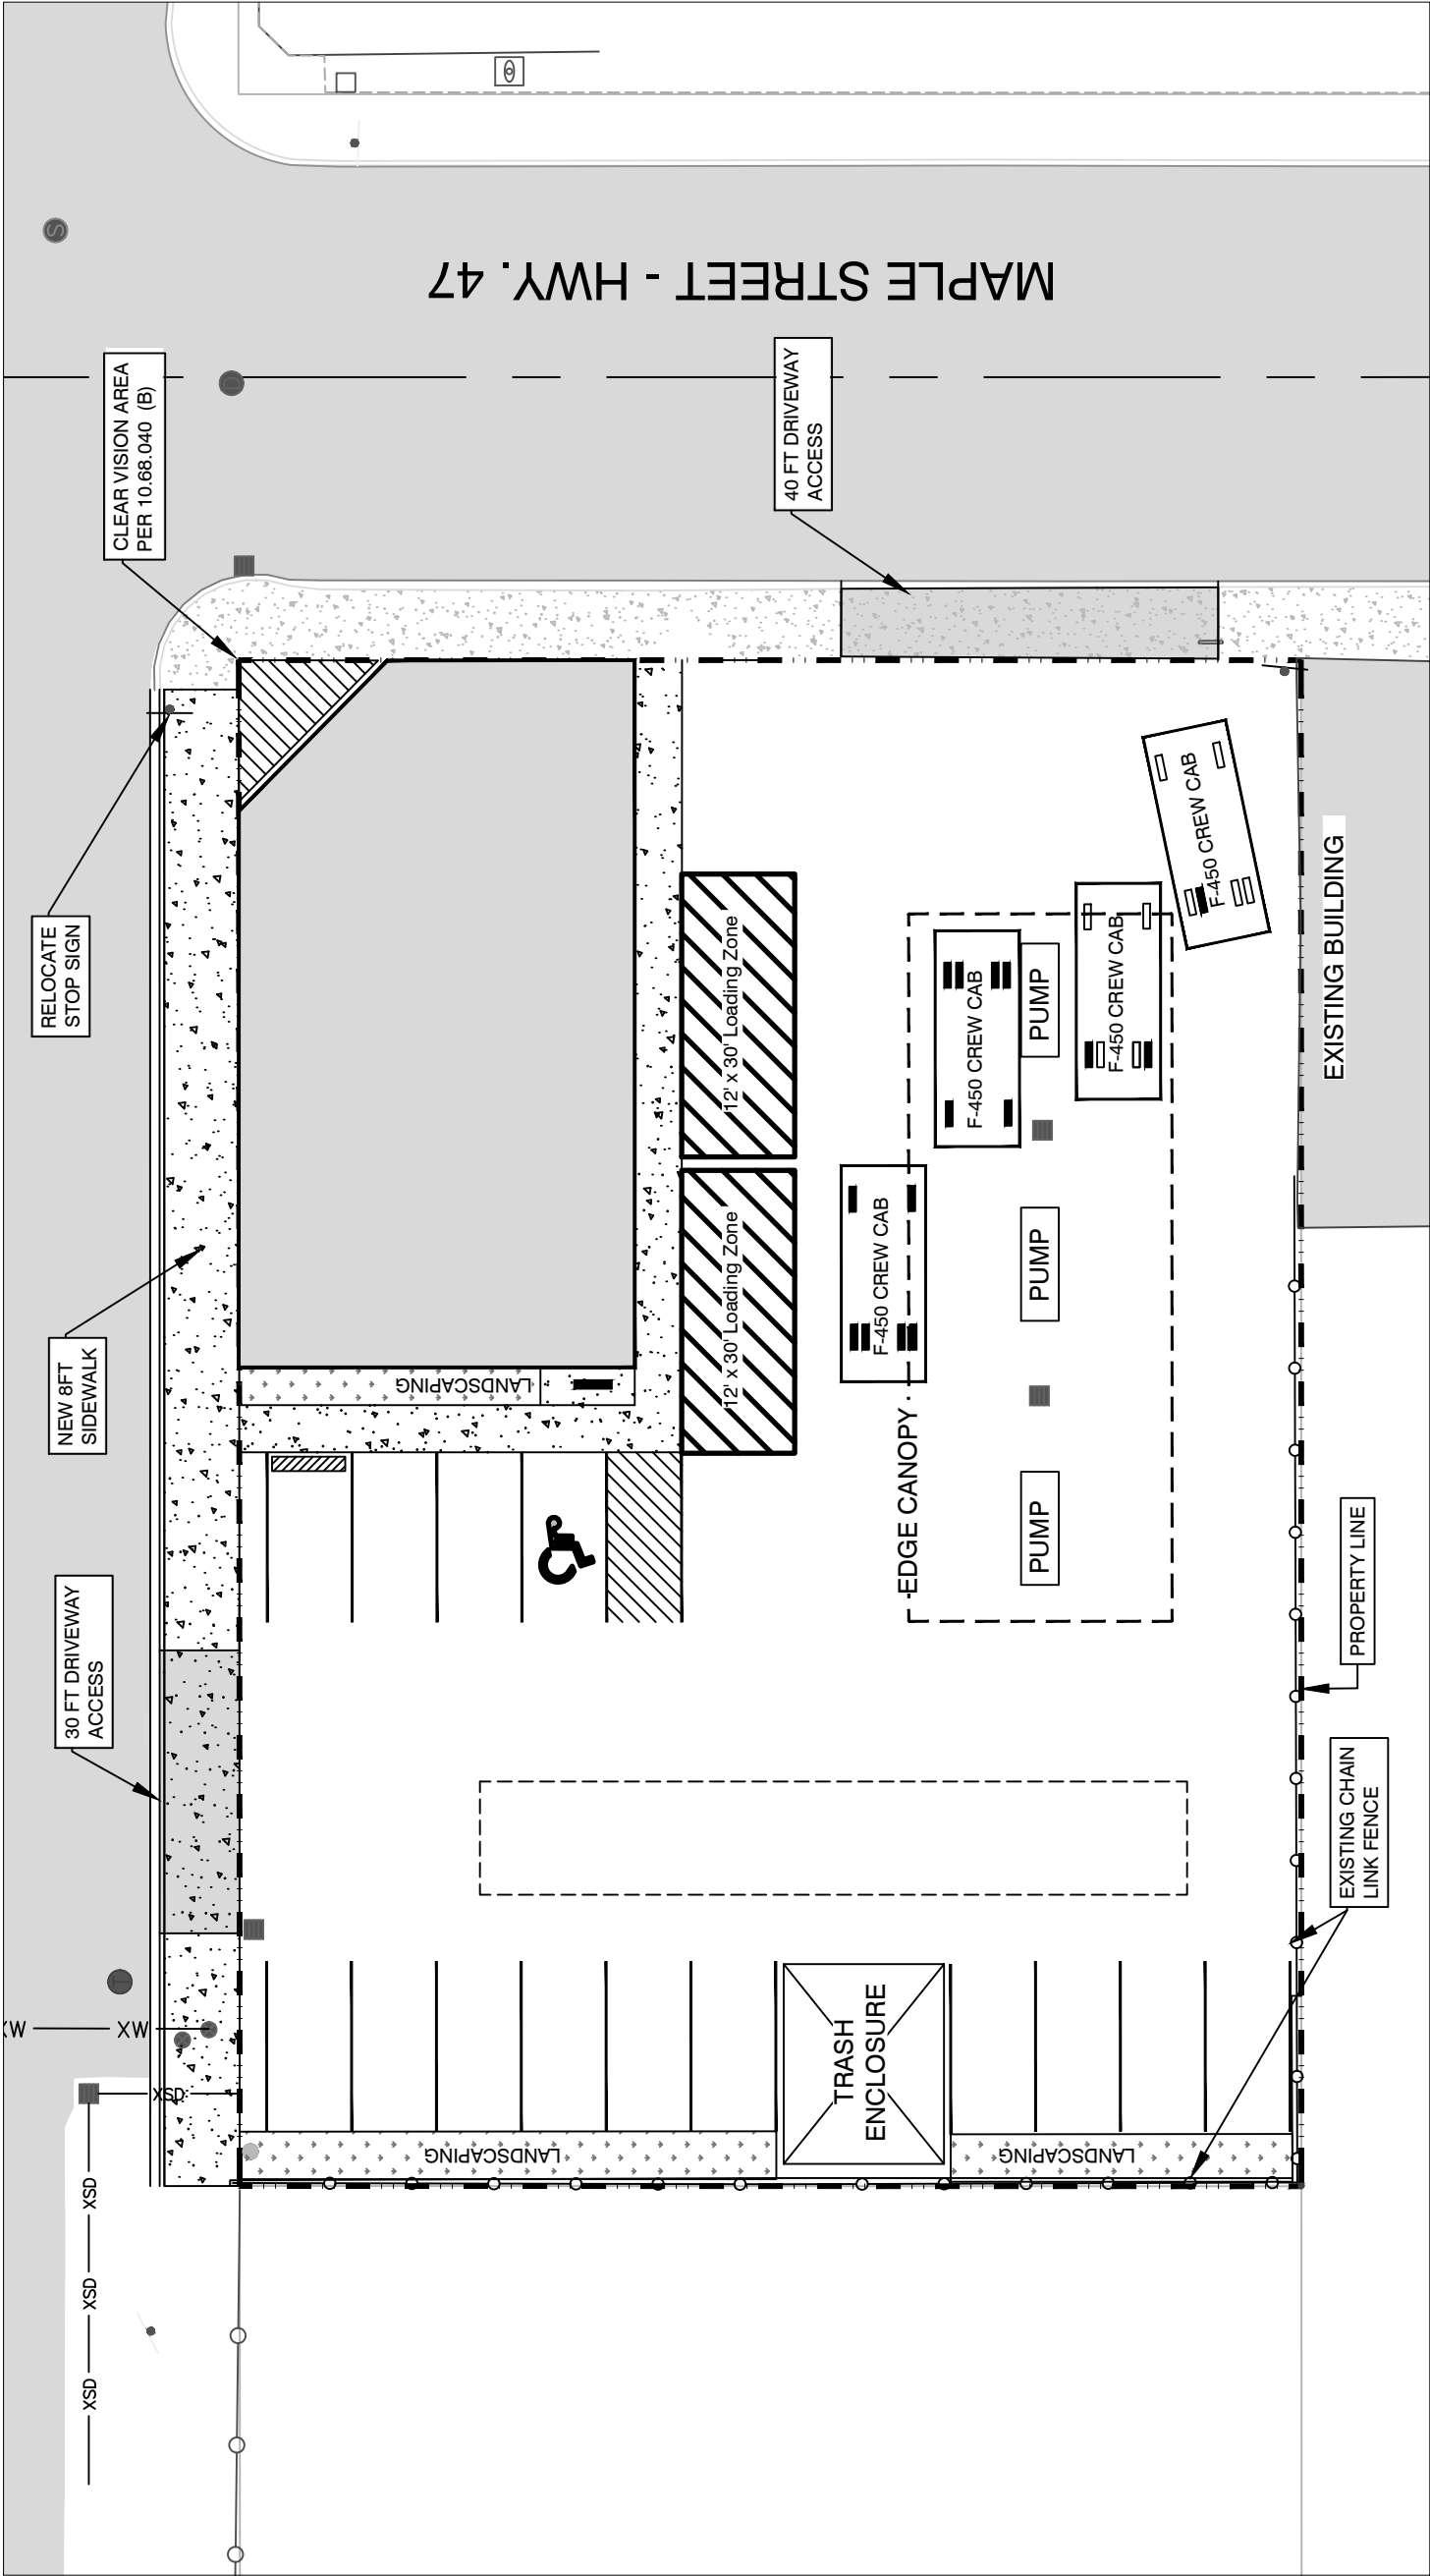 MAPLE STREET - HWY. 47
S
D
CLEAR VISION AREA
PER 10.68.040 (B)
40 FT DRIVEWAY
ACCESS
RELOCATE
STOP SIGN
NEW 8FT
SIDEWALK
30 FT DRIVEWAY
ACCESS
12' x 30' Loading Zone
12' x 30' Loading Zone
LANDSCAPING
F-450 CREW CAB
F-450 CREW CAB
F-450 CREW CAB
F-450 CREW CAB
PUMP
PUMP
PUMP
EDGE CANOPY
EXISTING BUILDING
PROPERTY LINE
EXISTING CHAIN
LINK FENCE
TRASH
ENCLOSURE
LANDSCAPING
LANDSCAPING
T
XW
XW
XSD
XSD
XSD
XSD